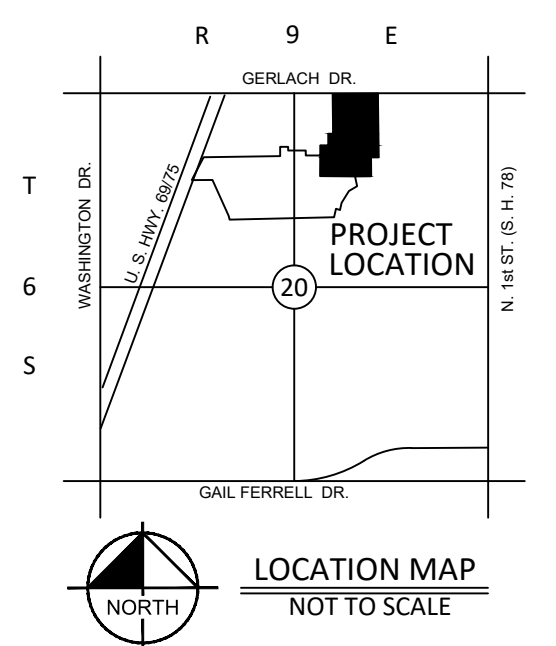 R 9 E
GERLACH DR.
T
6
S
WASHINGTON DR.
U. S. HWY. 69/75
PROJECT
LOCATION
20
N. 1st ST. (S. H. 78)
GAIL FERRELL DR.
NORTH
LOCATION MAP
NOT TO SCALE